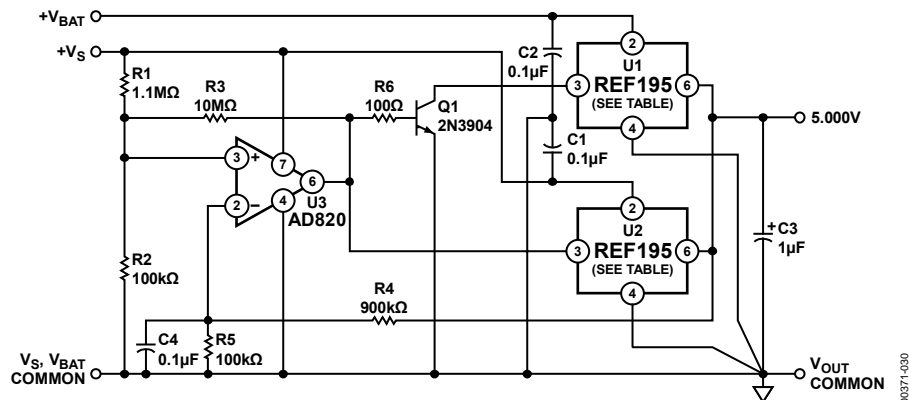 +VBAT
+VS
R1
1.1MΩ
R3
10MΩ
R6
100Ω
Q1
2N3904
C2
0.1µF
2
U1
3
REF195
6
(SEE TABLE)
4
5.000V
C1
0.1µF
3
+
7
6
2
−
4
U3
AD820
2
U2
3
REF195
6
(SEE TABLE)
4
+
C3
1µF
R2
100kΩ
R4
900kΩ
C4
0.1µF
R5
100kΩ
VS, VBAT
COMMON
VOUT
COMMON
00371-030